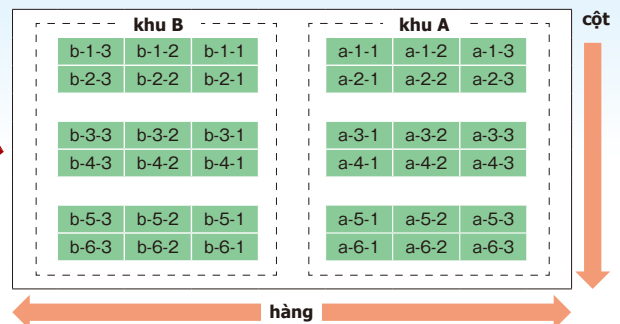 khu B khu A cột
b-1-3 b-1-2 b-1-1 a-1-1 a-1-2 a-1-3
b-2-3 b-2-2 b-2-1 a-2-1 a-2-2 a-2-3
b-3-3 b-3-2 b-3-1 a-3-1 a-3-2 a-3-3
b-4-3 b-4-2 b-4-1 a-4-1 a-4-2 a-4-3
b-5-3 b-5-2 b-5-1 a-5-1 a-5-2 a-5-3
b-6-3 b-6-2 b-6-1 a-6-1 a-6-2 a-6-3
hàng